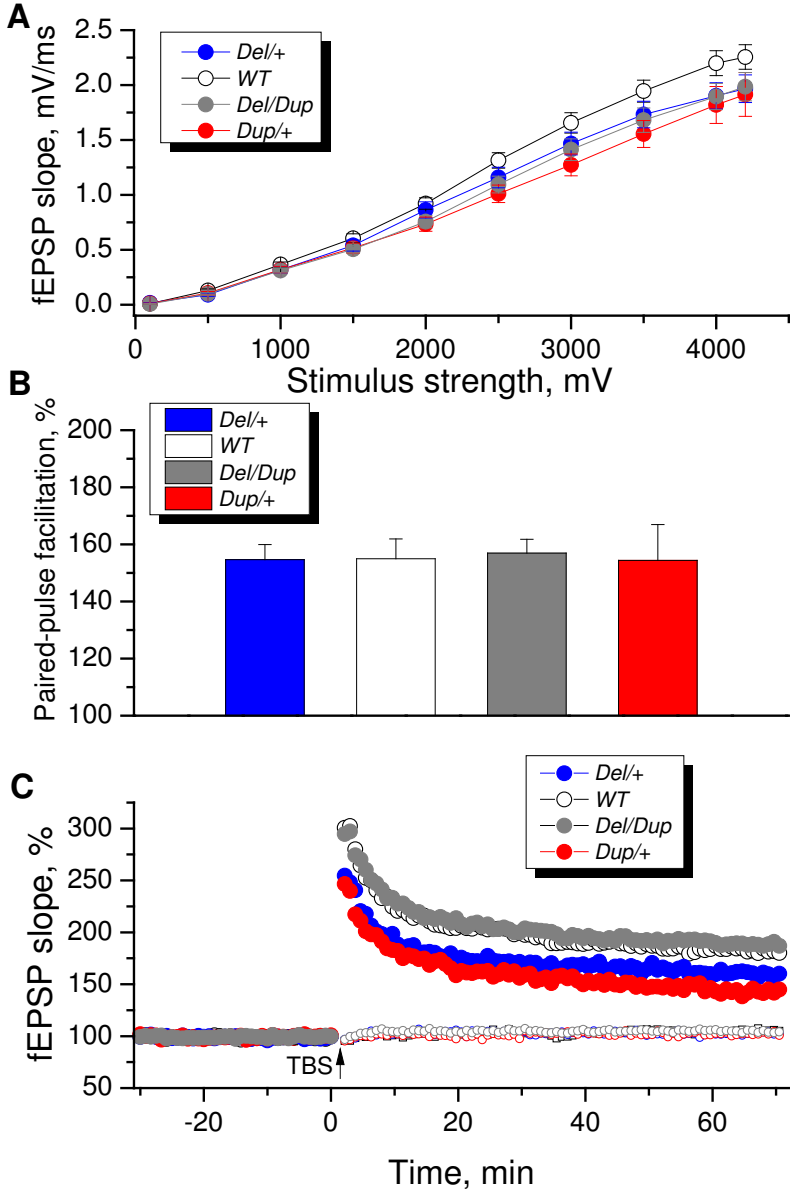 A
fEPSP slope, mV/ms
2.5
2.0
1.5
1.0
0.5
0.0
Del/+
WT
Del/Dup
Dup/+
0 1000 2000 3000 4000
Stimulus strength, mV
B
Paired-pulse facilitation, %
200
180
160
140
120
100
Del/+
WT
Del/Dup
Dup/+
C
fEPSP slope, %
300
250
200
150
100
50
Del/+
WT
Del/Dup
Dup/+
TBS
-20 0 20 40 60
Time, min